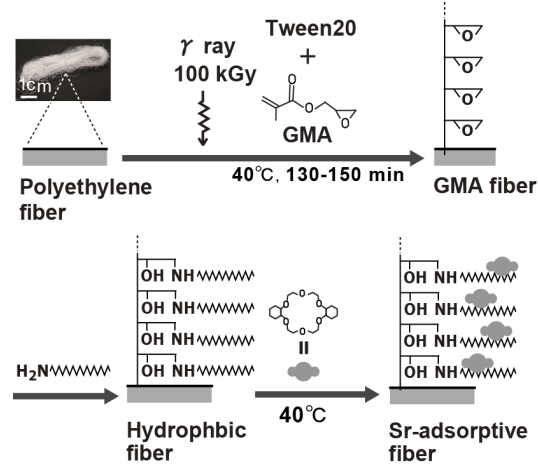 γ ray
100 kGy
Tween20
+
O
O
O
GMA
1cm
40℃, 130-150 min
Polyethylene
fiber
O
O
O
O
GMA fiber
H₂N
OH NH
OH NH
OH NH
OH NH
Hydrophbic
fiber
O
O
O
O
O
O
=
40℃
OH NH
OH NH
OH NH
OH NH
Sr-adsorptive
fiber